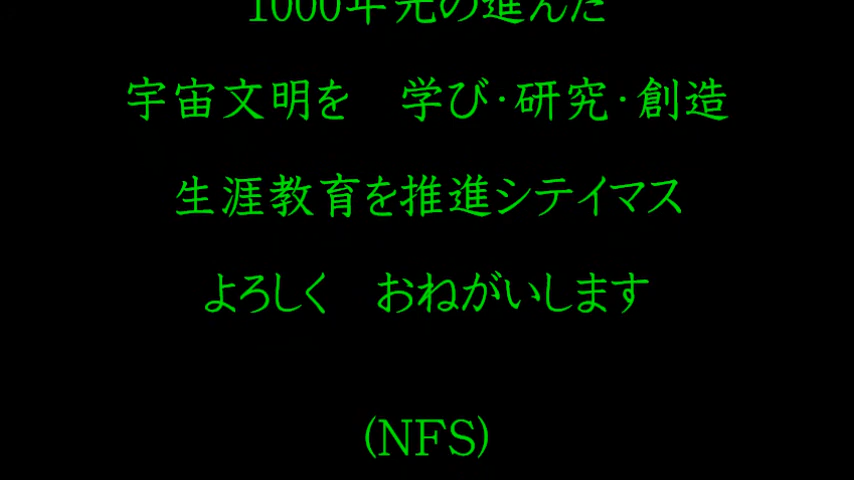 1000年先の進んだ
宇宙文明を　学び・研究・創造
生涯教育を推進シテイマス
よろしく　おねがいします
(NFS)